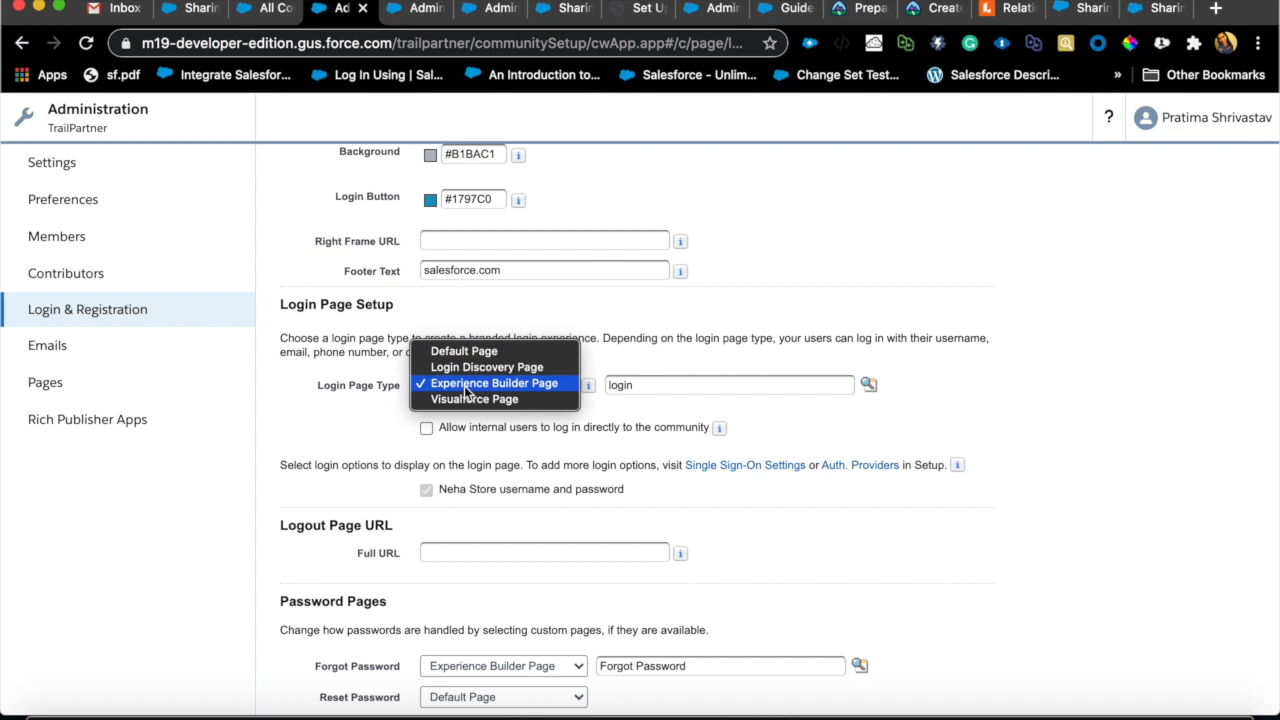 Inbox
Sharin
All Co
Ad
Admin
Admin
Sharin
Set U
Admin
Guide
Prepa
Create
Relati
Sharin
Sharin
m19-developer-edition.gus.force.com/trailpartner/communitySetup/cwApp.app#/c/page/l...
Apps
sf.pdf
Integrate Salesfor...
Log In Using | Sal...
An Introduction to...
Salesforce - Unlim...
Change Set Test...
Salesforce Descri...
»
Other Bookmarks
Administration
TrailPartner
?
Pratima Shrivastav
Settings
Preferences
Members
Contributors
Login & Registration
Emails
Pages
Rich Publisher Apps
Background
#B1BAC1
Login Button
#1797C0
Right Frame URL
Footer Text
salesforce.com
Login Page Setup
Choose a login page type to create a branded login experience. Depending on the login page type, your users can log in with their username,
email, phone number, or
Login Page Type
Default Page
Login Discovery Page
✓ Experience Builder Page
Visualforce Page
login
Allow internal users to log in directly to the community
Select login options to display on the login page. To add more login options, visit Single Sign-On Settings or Auth. Providers in Setup.
Neha Store username and password
Logout Page URL
Full URL
Password Pages
Change how passwords are handled by selecting custom pages, if they are available.
Forgot Password
Experience Builder Page
Forgot Password
Reset Password
Default Page